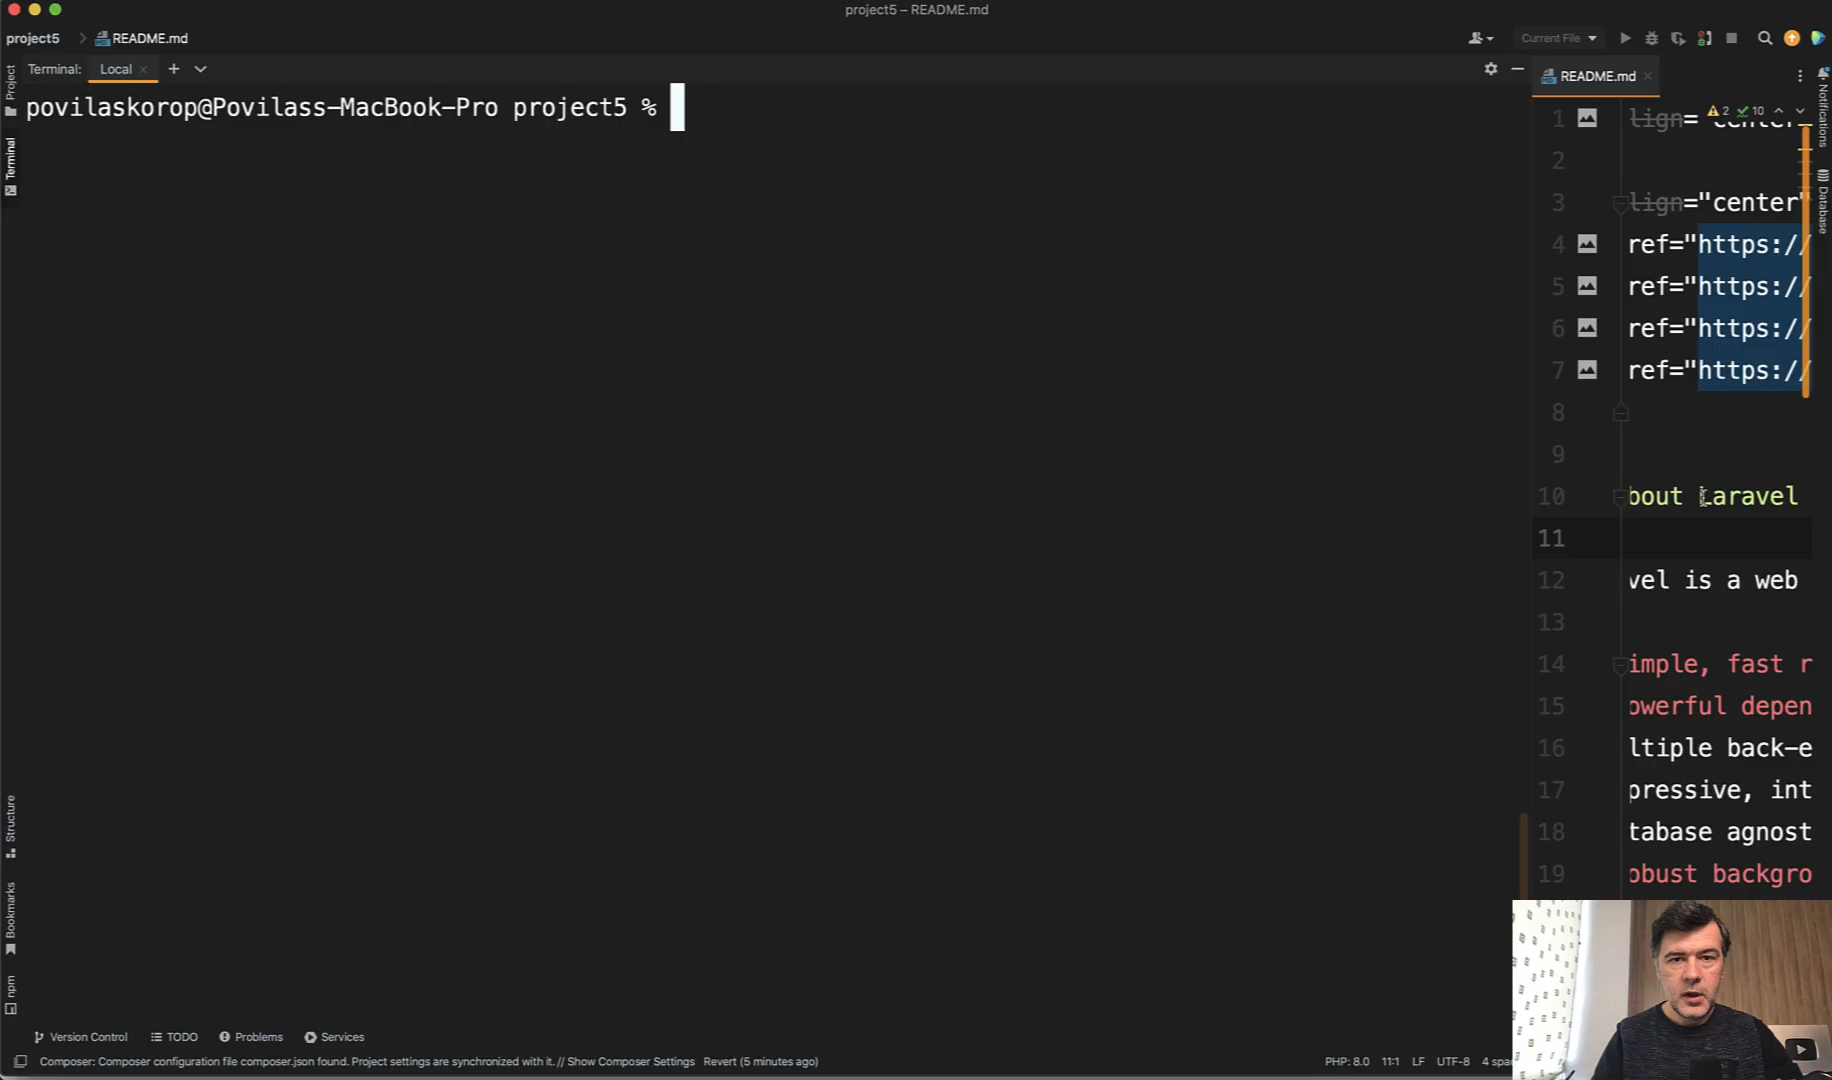 project5 – README.md
project5 README.md
Current File
Terminal: Local
povilaskorop@Povilass-MacBook-Pro project5 %
Project
Terminal
Structure
Bookmarks
npm
README.md
2 10
Notifications
Database
1 lign="center
2
3 lign="center"
4 ref="https://
5 ref="https://
6 ref="https://
7 ref="https://
8
9
10 bout Laravel
11
12 vel is a web
13
14 imple, fast r
15 owerful depen
16 ltiple back-e
17 pressive, int
18 tabase agnost
19 obust backgro
Version Control TODO Problems Services
Composer: Composer configuration file composer.json found. Project settings are synchronized with it. // Show Composer Settings Revert (5 minutes ago)
PHP: 8.0 11:1 LF UTF-8 4 spac